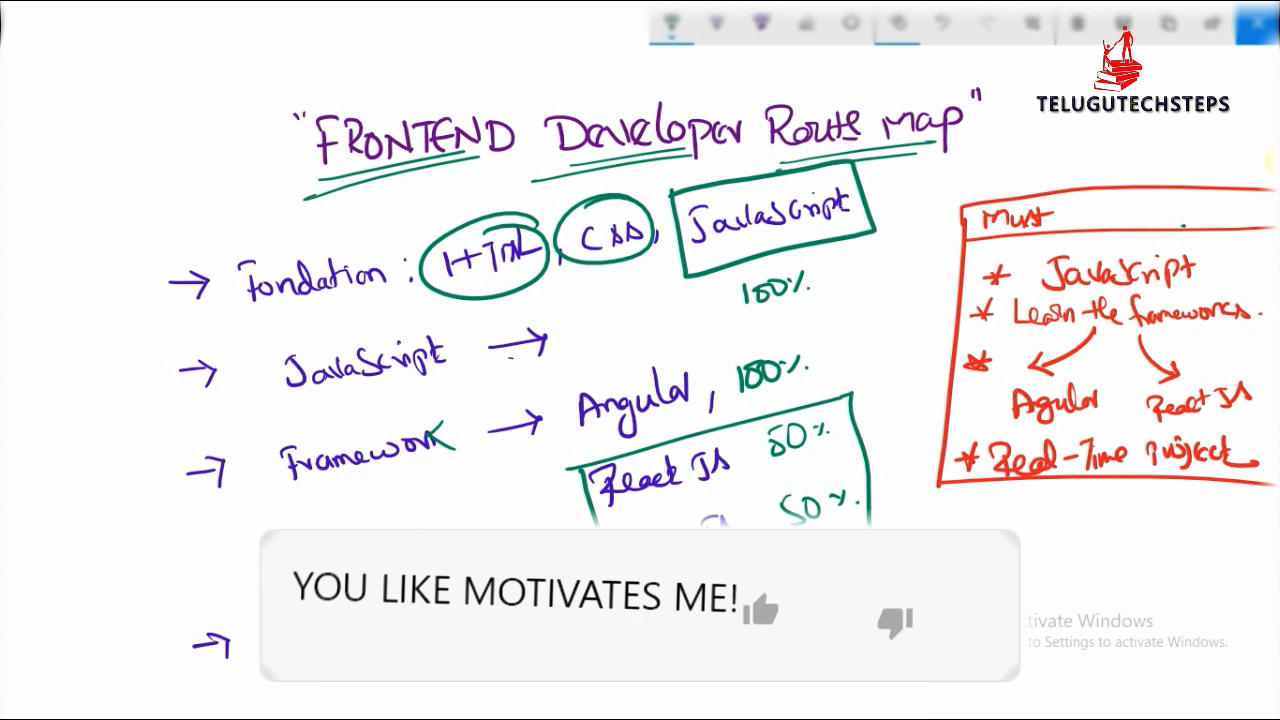 TELUGUTECHSTEPS
"FRONTEND Developer Route Map"
→ Fondation : HTML, CSS, JavaScript
100%
→ JavaScript →
→ Framework → Angular, 100%
React JS 50%
50%.
Must
* JavaScript
* Learn the frameworks.
*
Agular React JS
* Real-Time Project
YOU LIKE MOTIVATES ME!
→
tivate Windows
to Settings to activate Windows.